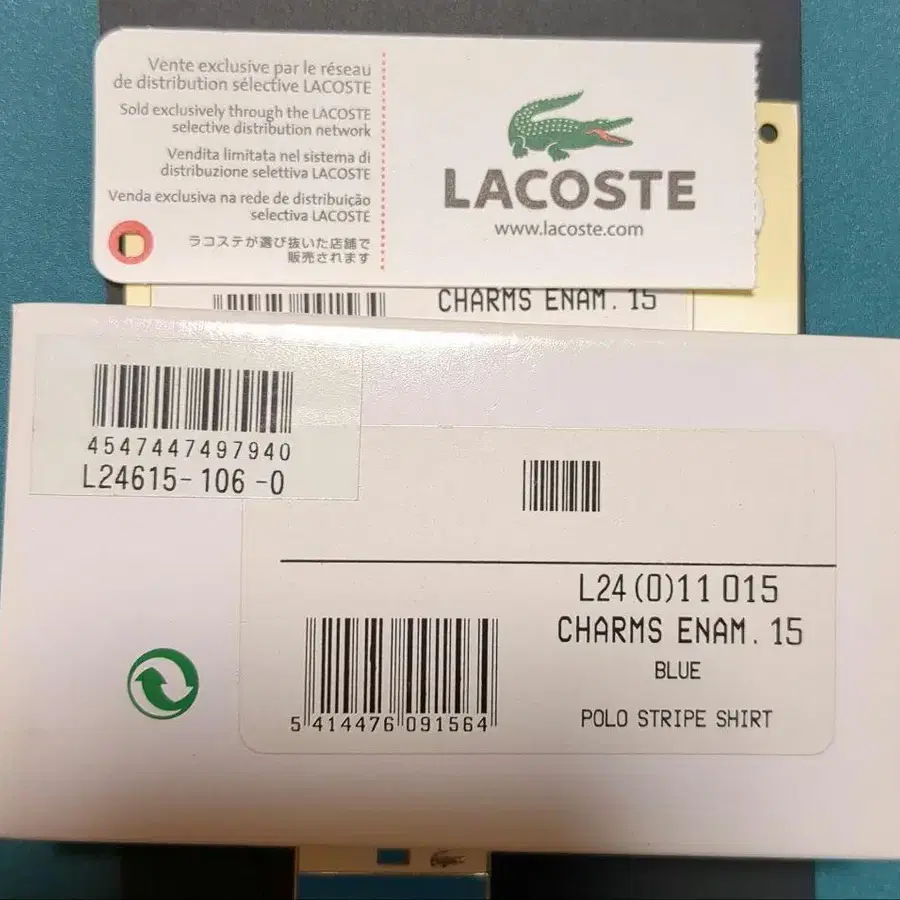 Vente exclusive par le réseau
de distribution sélective LACOSTE
Sold exclusively through the LACOSTE
selective distribution network
Vendita limitata nel sistema di
distribuzione selettiva LACOSTE
Venda exclusiva na rede de distribuição
selectiva LACOSTE
ラコステが選び抜いた店舗で
販売されます
LACOSTE
www.lacoste.com
CHARMS ENAM. 15
4547447497940
L24615-106-0
L24(0)11 015
CHARMS ENAM. 15
BLUE
POLO STRIPE SHIRT
5 414476 091564